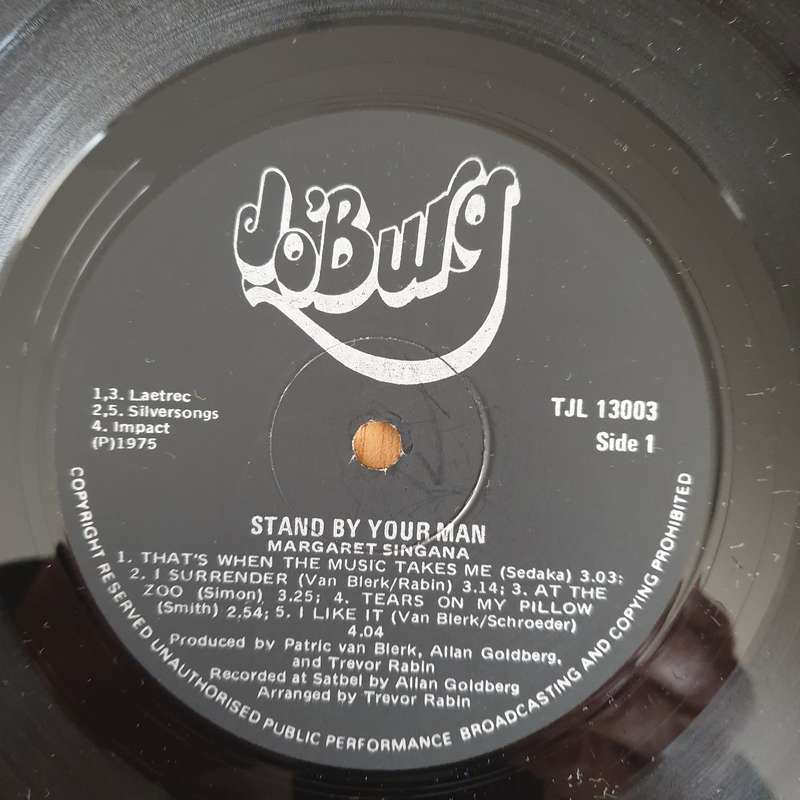 Jo'Burg
1,3. Laetrec
2,5. Silversongs
4. Impact
(P)1975
TJL 13003
Side 1
STAND BY YOUR MAN
MARGARET SINGANA
1. THAT'S WHEN THE MUSIC TAKES ME (Sedaka) 3.03;
2. I SURRENDER (Van Blerk/Rabin) 3.14; 3. AT THE
ZOO (Simon) 3.25; 4. TEARS ON MY PILLOW
(Smith) 2.54; 5. I LIKE IT (Van Blerk/Schroeder)
4.04
Produced by Patric van Blerk, Allan Goldberg,
and Trevor Rabin
Recorded at Satbel by Allan Goldberg
Arranged by Trevor Rabin
COPYRIGHT RESERVED UNAUTHORISED PUBLIC PERFORMANCE BROADCASTING AND COPYING PROHIBITED